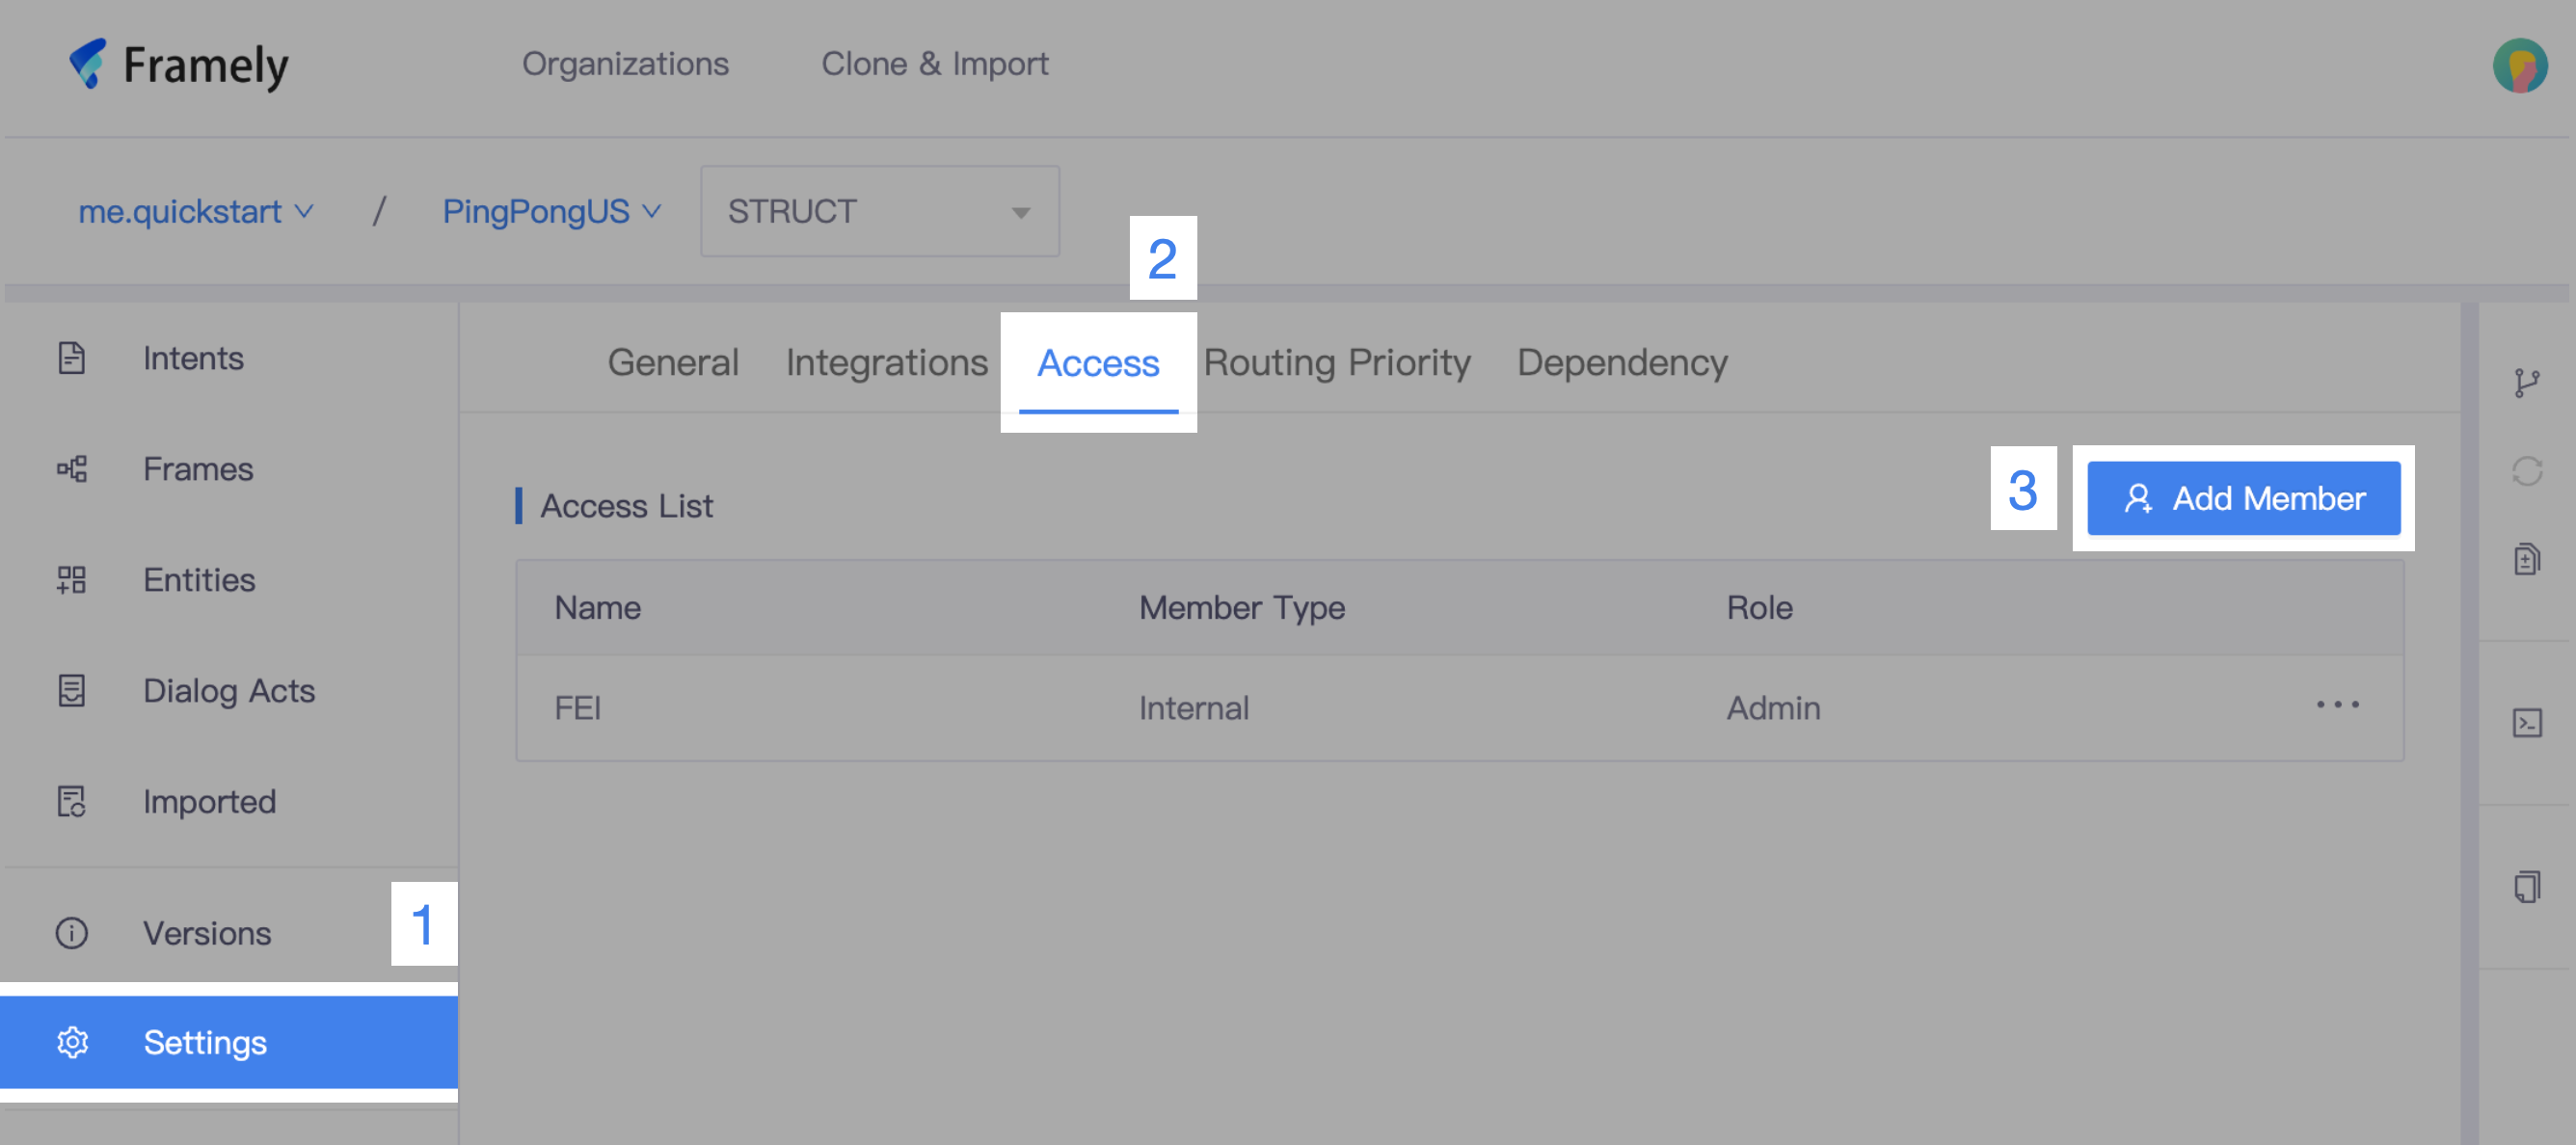 Framely
Organizations
Clone & Import
me.quickstart / PingPongUS STRUCT
2
Intents
Frames
Entities
Dialog Acts
Imported
1
Versions
Settings
General Integrations Access Routing Priority Dependency
Access List
3
Add Member
Name Member Type Role
FEI Internal Admin